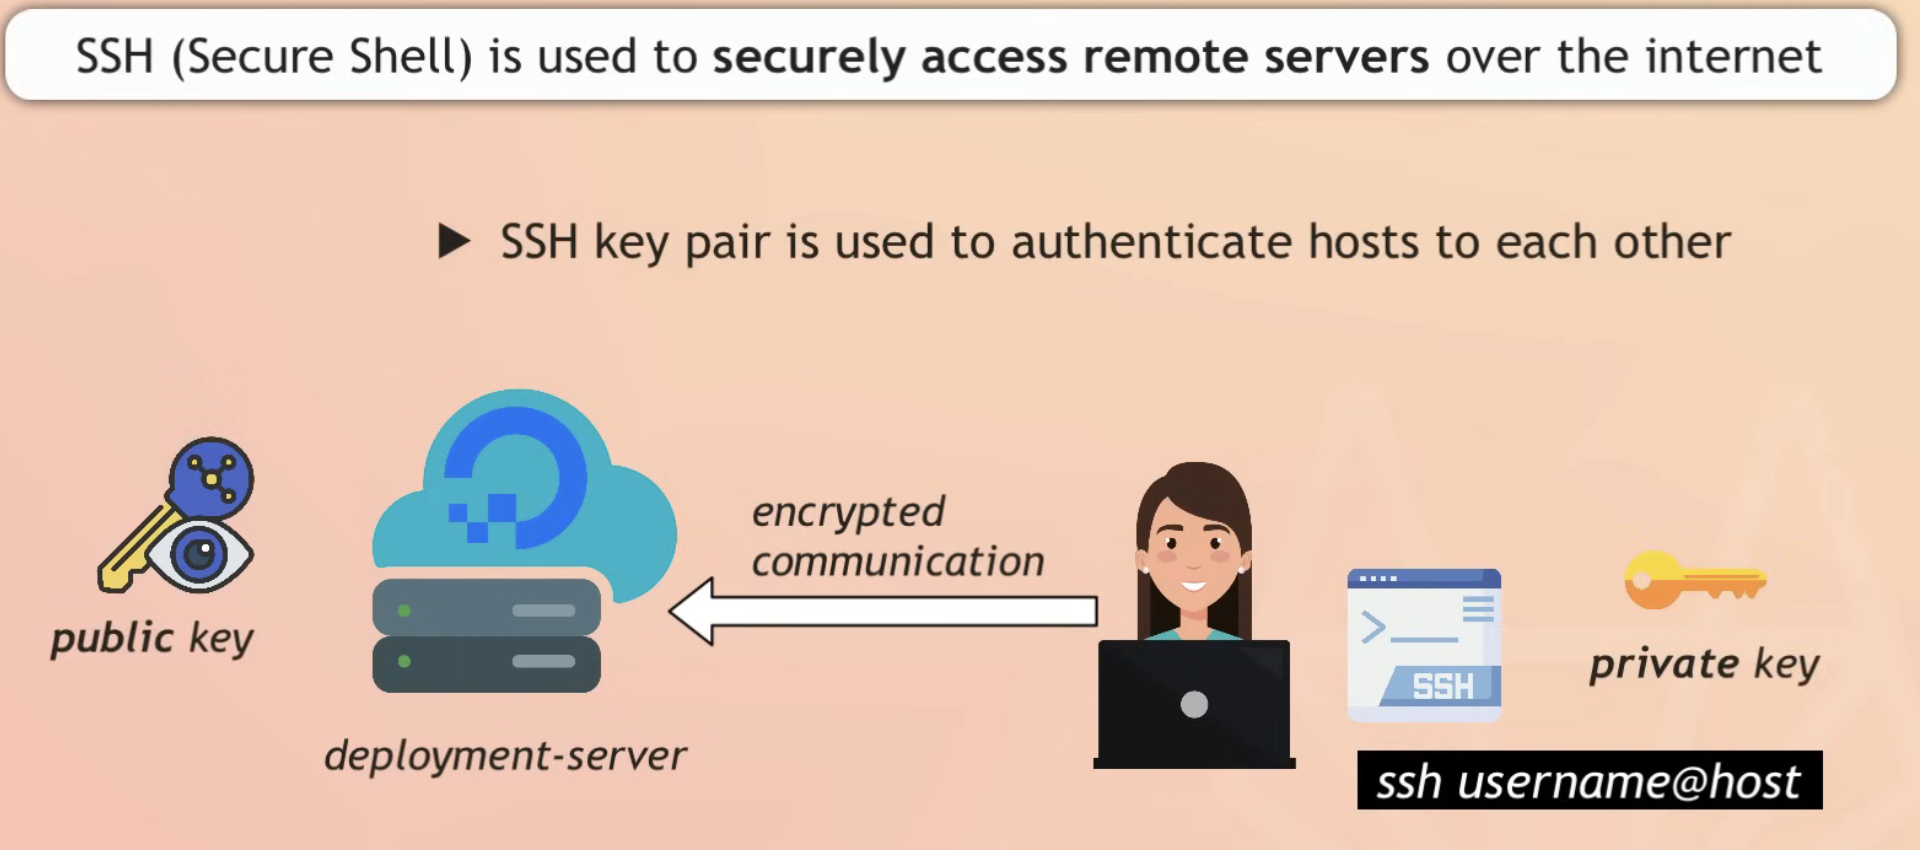 SSH (Secure Shell) is used to securely access remote servers over the internet
▶ SSH key pair is used to authenticate hosts to each other
encrypted
communication
public key
private key
SSH
deployment-server
ssh username@host